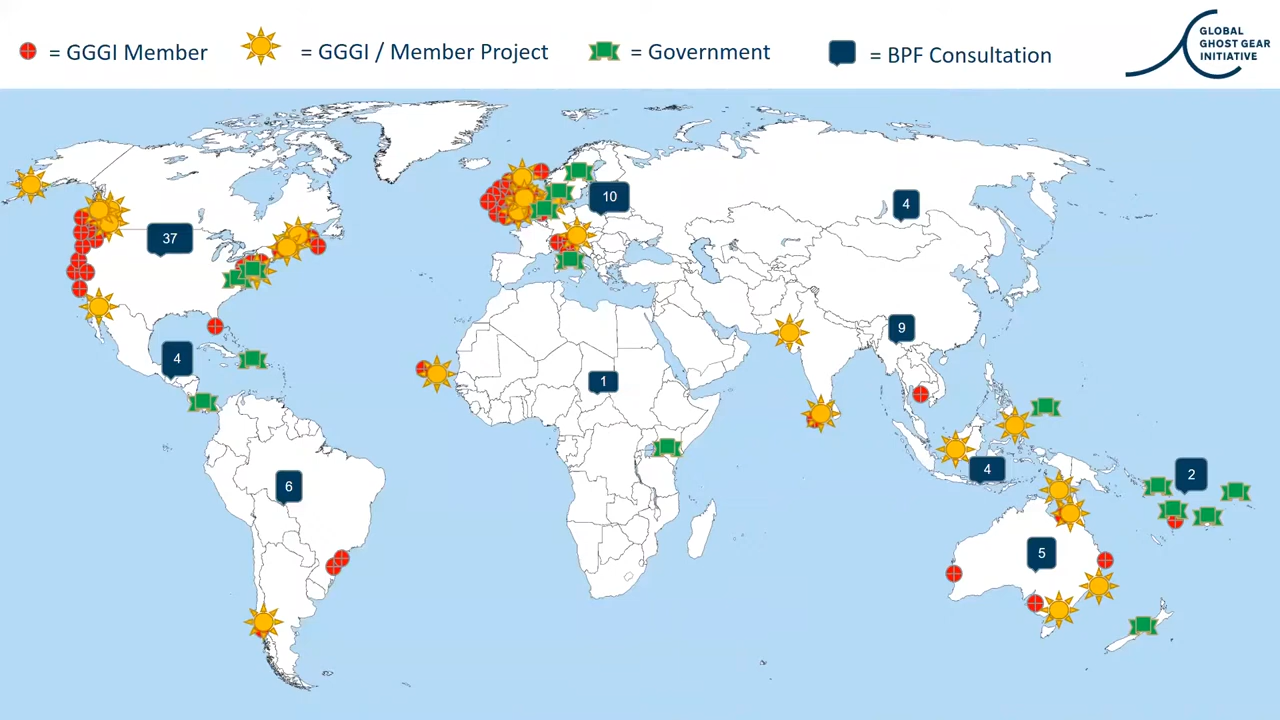 = GGGI Member
= GGGI / Member Project
= Government
= BPF Consultation
GLOBAL
GHOST GEAR
INITIATIVE
10
4
37
9
4
1
4
2
6
5